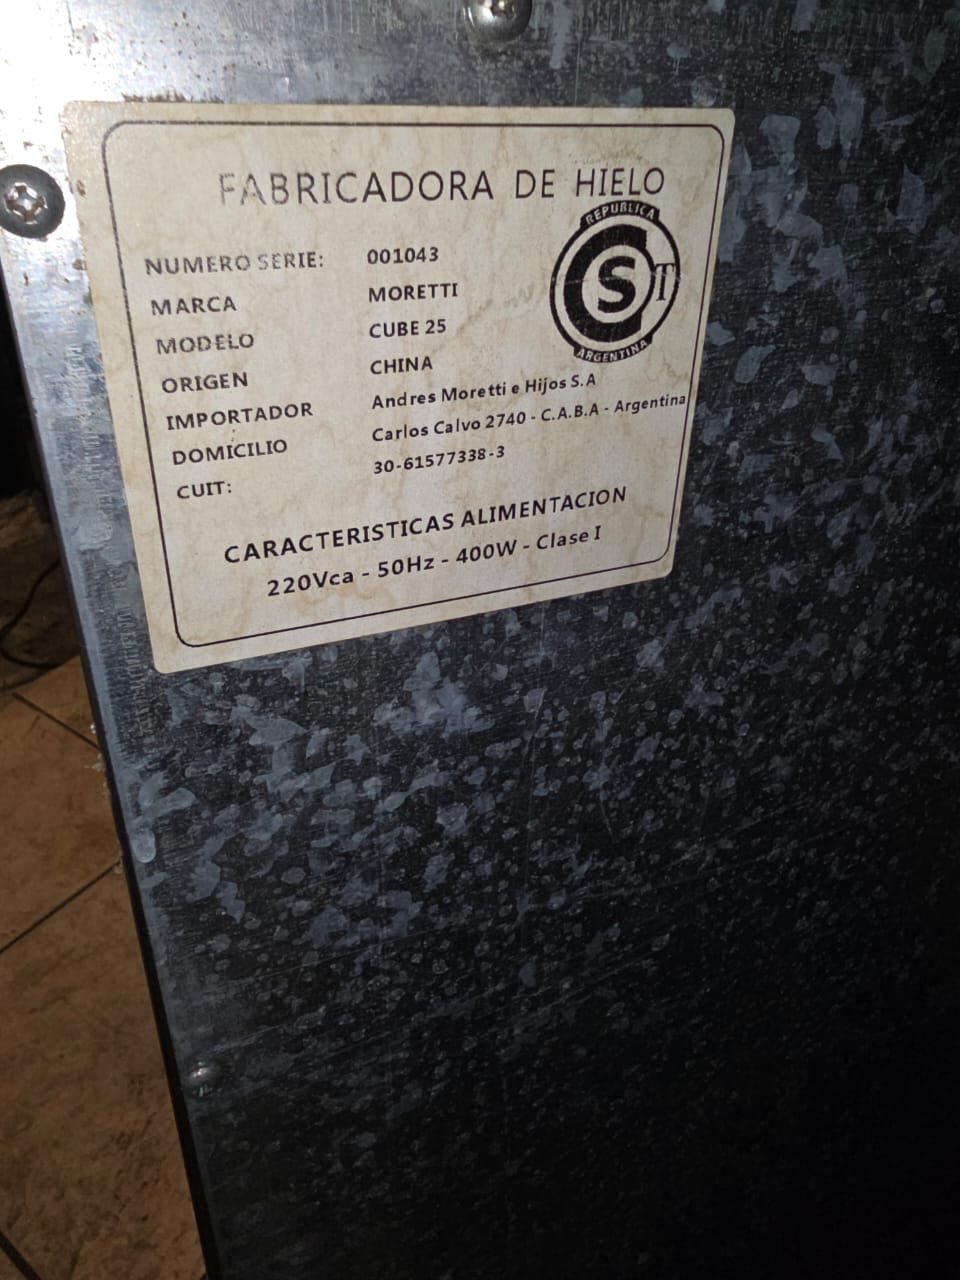 FABRICADORA DE HIELO
NUMERO SERIE: 001043
MARCA MORETTI
MODELO CUBE 25
ORIGEN CHINA
IMPORTADOR Andres Moretti e Hijos S.A
DOMICILIO Carlos Calvo 2740 - C.A.B.A - Argentina
CUIT: 30-61577338-3
REPUBLICA
CST
ARGENTINA
CARACTERISTICAS ALIMENTACION
220Vca - 50Hz - 400W - Clase I